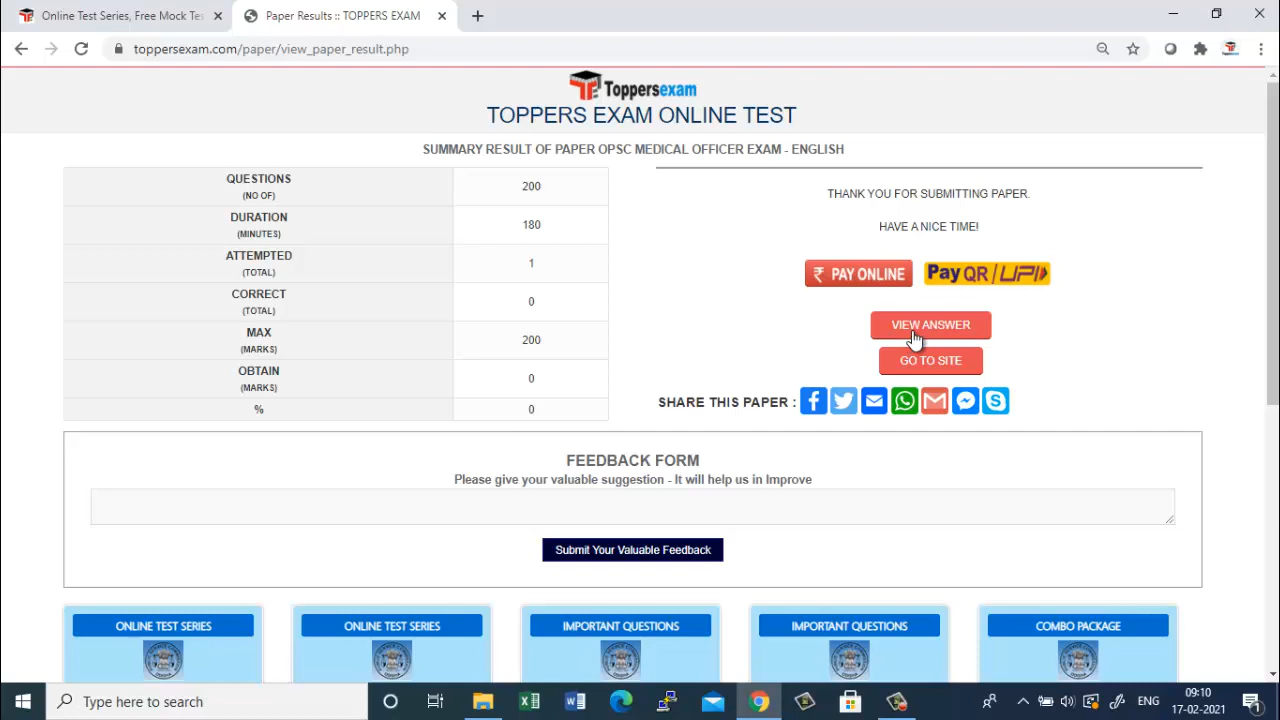 Online Test Series, Free Mock Tes
Paper Results :: TOPPERS EXAM
toppersexam.com/paper/view_paper_result.php
Toppersexam
TOPPERS EXAM ONLINE TEST
SUMMARY RESULT OF PAPER OPSC MEDICAL OFFICER EXAM - ENGLISH
QUESTIONS
(NO OF)
200
DURATION
(MINUTES)
180
ATTEMPTED
(TOTAL)
1
CORRECT
(TOTAL)
0
MAX
(MARKS)
200
OBTAIN
(MARKS)
0
%
0
THANK YOU FOR SUBMITTING PAPER.
HAVE A NICE TIME!
₹ PAY ONLINE
Pay QR/UPI
VIEW ANSWER
GO TO SITE
SHARE THIS PAPER :
FEEDBACK FORM
Please give your valuable suggestion - It will help us in Improve
Submit Your Valuable Feedback
ONLINE TEST SERIES
ONLINE TEST SERIES
IMPORTANT QUESTIONS
IMPORTANT QUESTIONS
COMBO PACKAGE
Type here to search
ENG
09:10
17-02-2021
1